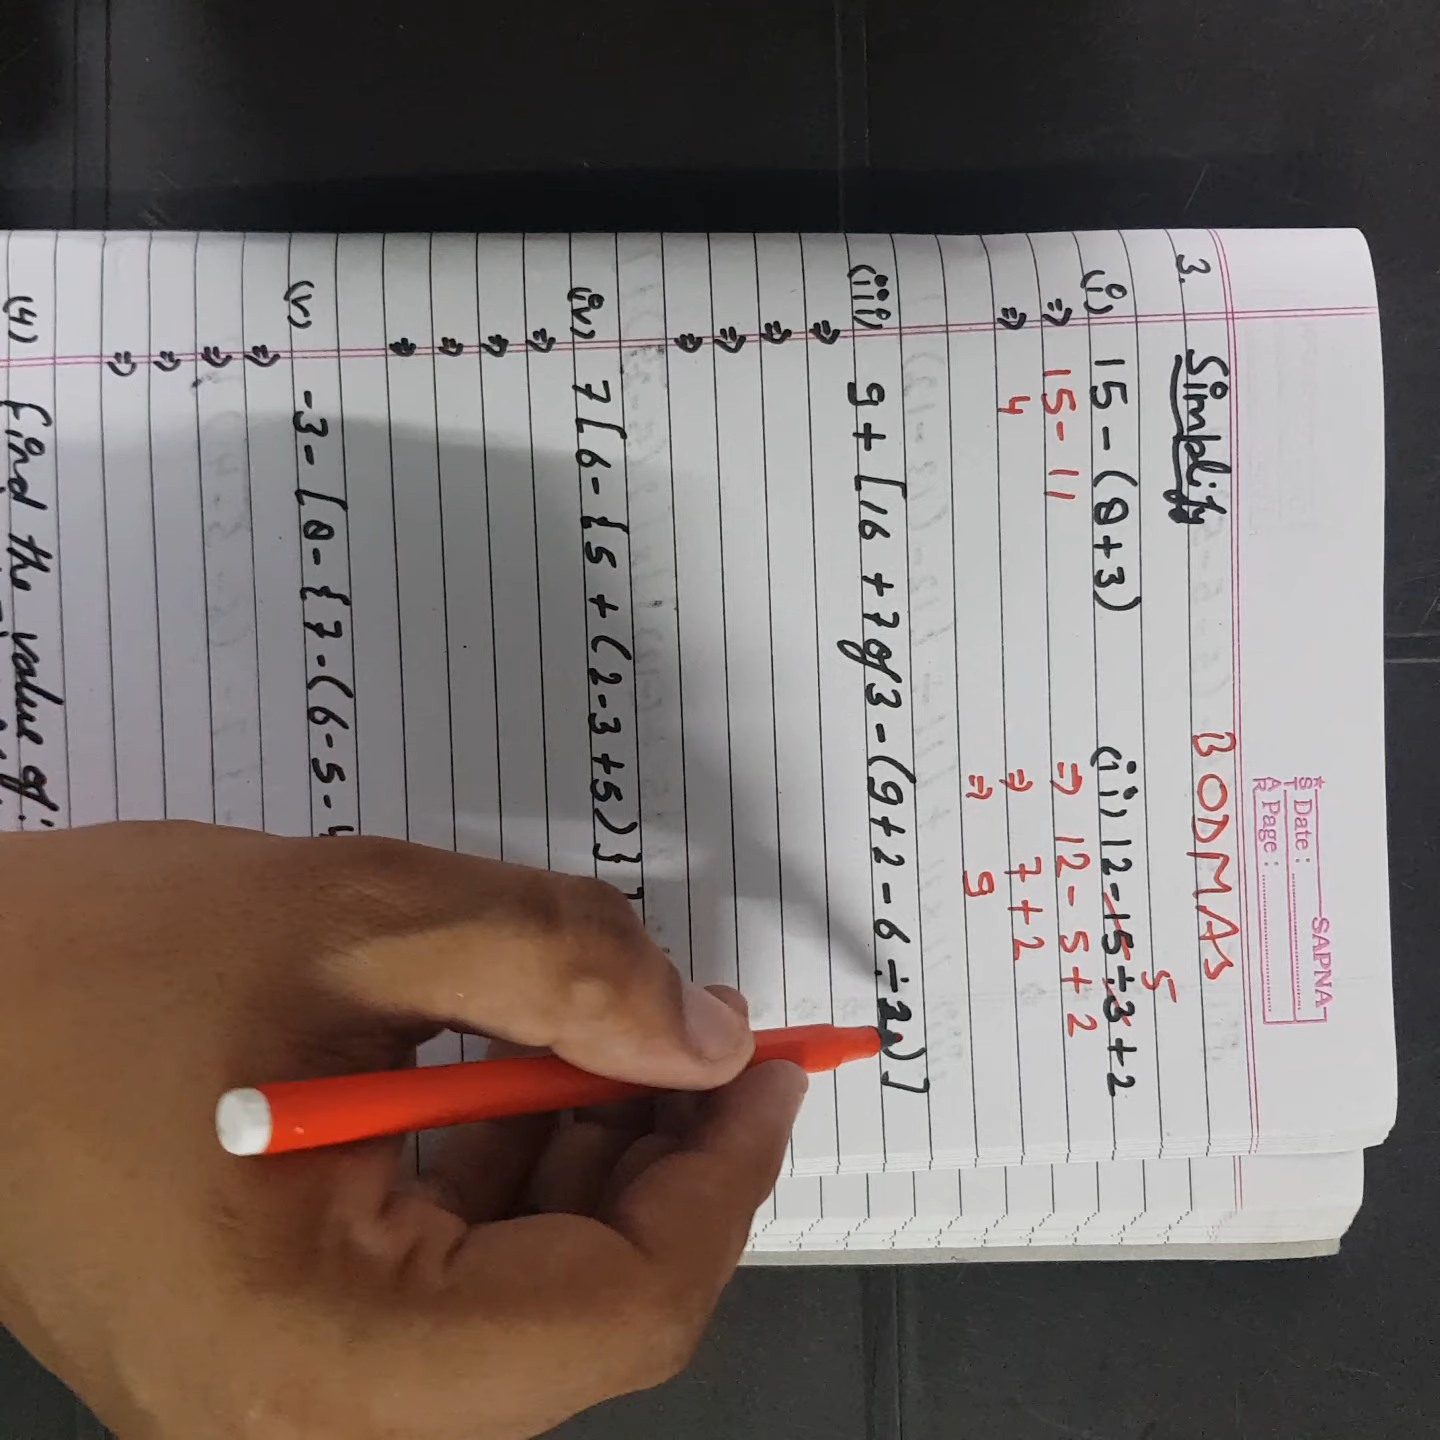 SAPNA
STAR Date : ................
Page : ................
BODMAS
3. Simplify
(i) 15 - (8+3) (ii) 12 - 15 ÷ 3 + 2
5
⇒ 15 - 11 ⇒ 12 - 5 + 2
⇒ 4 ⇒ 7 + 2
⇒ 9
(iii) 9 + [16 + 7 of 3 - (9 + 2 - 6 ÷ 2)]
⇒
⇒
⇒
⇒
(iv) 7[6 - {5 + (2 - 3 + 5)}]
⇒
⇒
⇒
⇒
(v) -3 - [8 - {7 - (6 - 5 - 4
⇒
⇒
⇒
⇒
(4) find the value of: